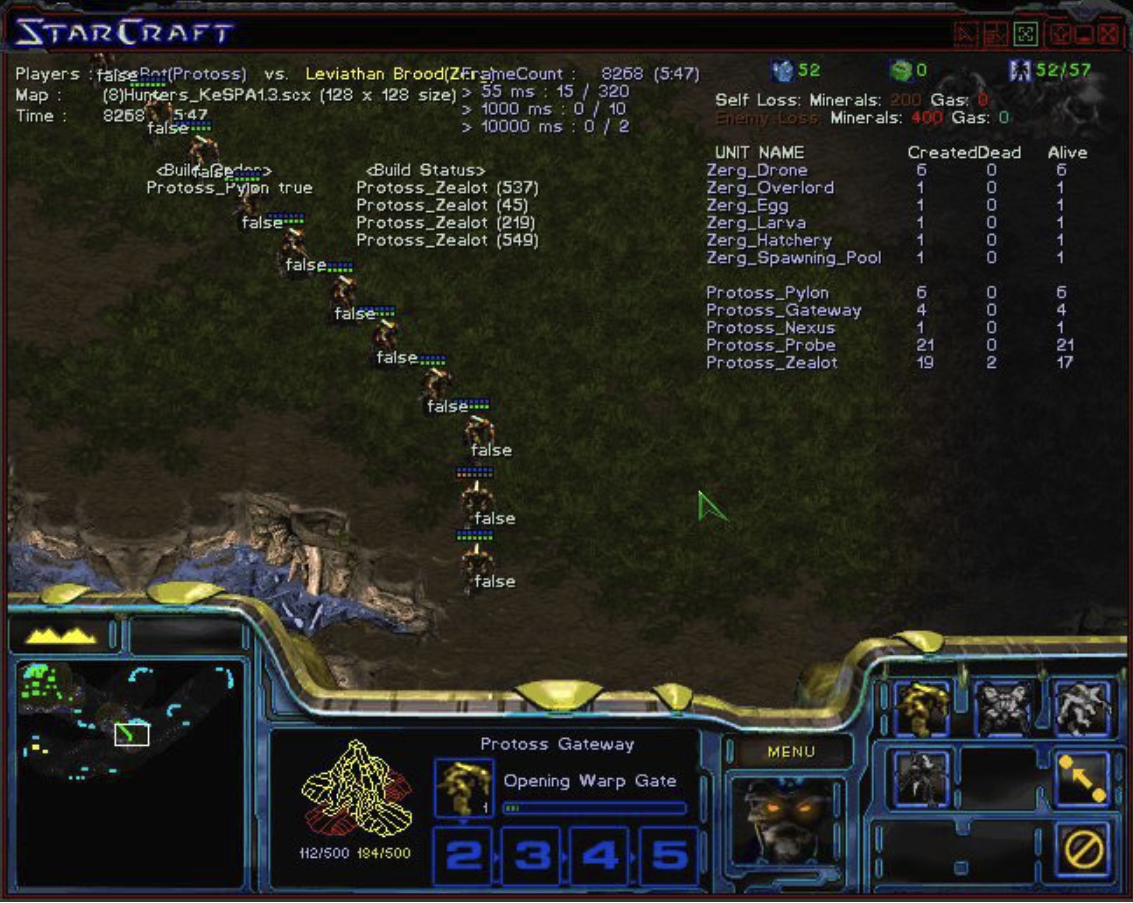 STARCRAFT
Players : Bot(Protoss) vs. Leviathan Brood(Zerg)
FrameCount : 8268 (5:47)
52 0 52/57
Map : (8)Hunters_KeSPA1.3.scx (128 x 128 size)
> 55 ms : 15 / 320
Time : 8268 5:47
> 1000 ms : 0 / 10
> 10000 ms : 0 / 2
Self Loss: Minerals: 200 Gas: 0
Enemy Loss: Minerals: 400 Gas: 0
<Build Order>
Protoss_Pylon true
<Build Status>
Protoss_Zealot (537)
Protoss_Zealot (45)
Protoss_Zealot (219)
Protoss_Zealot (549)
UNIT NAME CreatedDead Alive
Zerg_Drone 6 0 6
Zerg_Overlord 1 0 1
Zerg_Egg 1 0 1
Zerg_Larva 1 0 1
Zerg_Hatchery 1 0 1
Zerg_Spawning_Pool 1 0 1
Protoss_Pylon 6 0 6
Protoss_Gateway 4 0 4
Protoss_Nexus 1 0 1
Protoss_Probe 21 0 21
Protoss_Zealot 19 2 17
false
false
false
false
false
false
false
false
false
false
false
Protoss Gateway
Opening Warp Gate
1
2 3 4 5
112/500 184/500
MENU